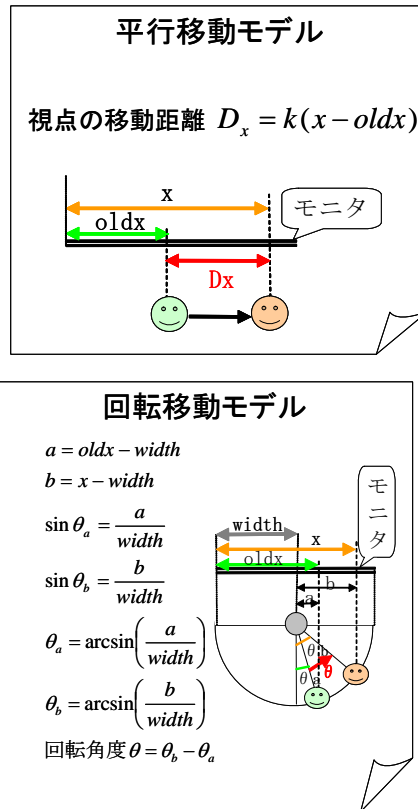 平行移動モデル
視点の移動距離 D_x = k(x − oldx)
x
oldx
モニタ
Dx
回転移動モデル
a = oldx − width
b = x − width
sin θ_a = a / width
sin θ_b = b / width
θ_a = arcsin(a / width)
θ_b = arcsin(b / width)
回転角度 θ = θ_b − θ_a
モニタ
width
x
oldx
b
a
θ b
θ a
θ